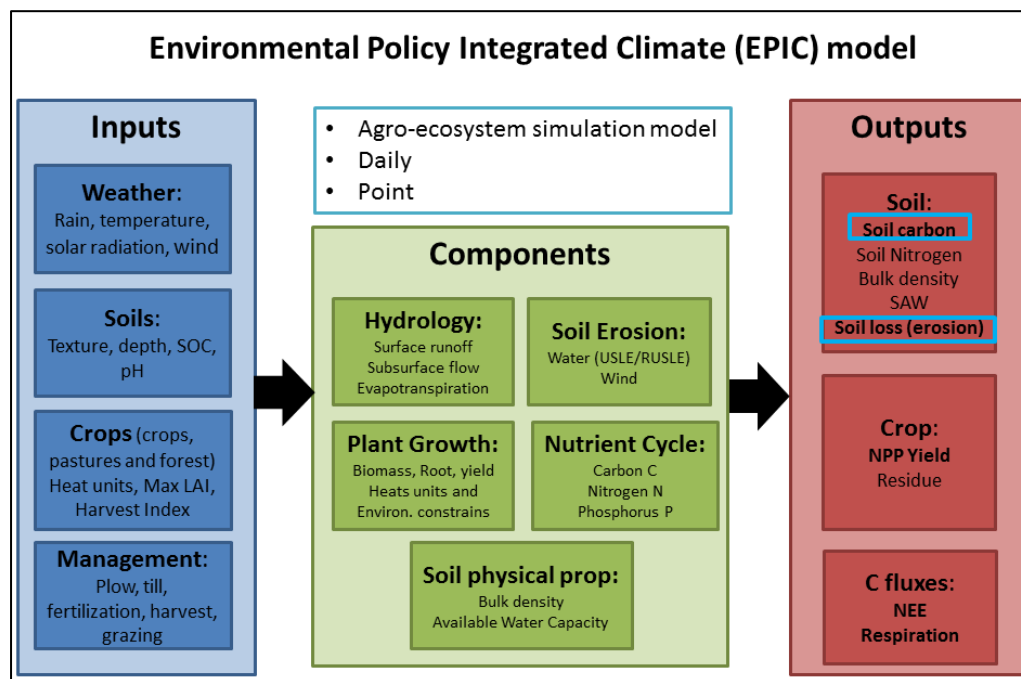 Environmental Policy Integrated Climate (EPIC) model
Inputs
Weather:
Rain, temperature,
solar radiation, wind
Soils:
Texture, depth, SOC,
pH
Crops (crops,
pastures and forest)
Heat units, Max LAI,
Harvest Index
Management:
Plow, till,
fertilization, harvest,
grazing
• Agro-ecosystem simulation model
• Daily
• Point
Components
Hydrology:
Surface runoff
Subsurface flow
Evapotranspiration
Soil Erosion:
Water (USLE/RUSLE)
Wind
Plant Growth:
Biomass, Root, yield
Heats units and
Environ. constrains
Nutrient Cycle:
Carbon C
Nitrogen N
Phosphorus P
Soil physical prop:
Bulk density
Available Water Capacity
Outputs
Soil:
Soil carbon
Soil Nitrogen
Bulk density
SAW
Soil loss (erosion)
Crop:
NPP Yield
Residue
C fluxes:
NEE
Respiration